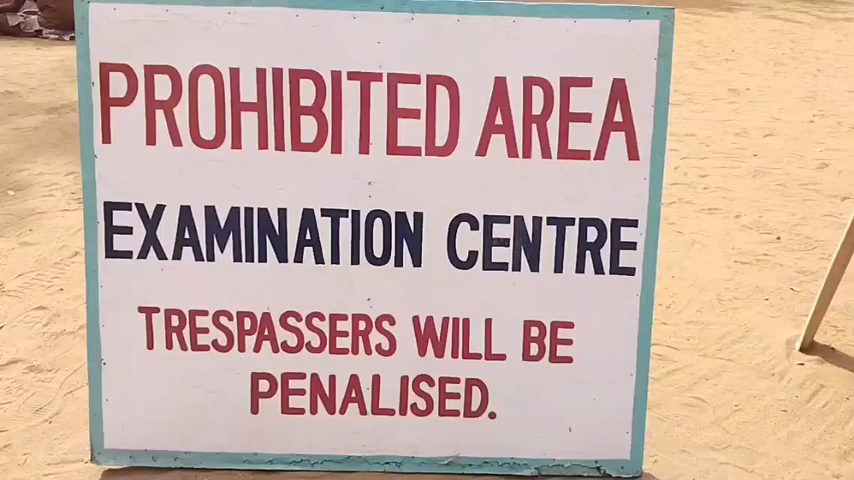 PROHIBITED AREA
EXAMINATION CENTRE
TRESPASSERS WILL BE
PENALISED.